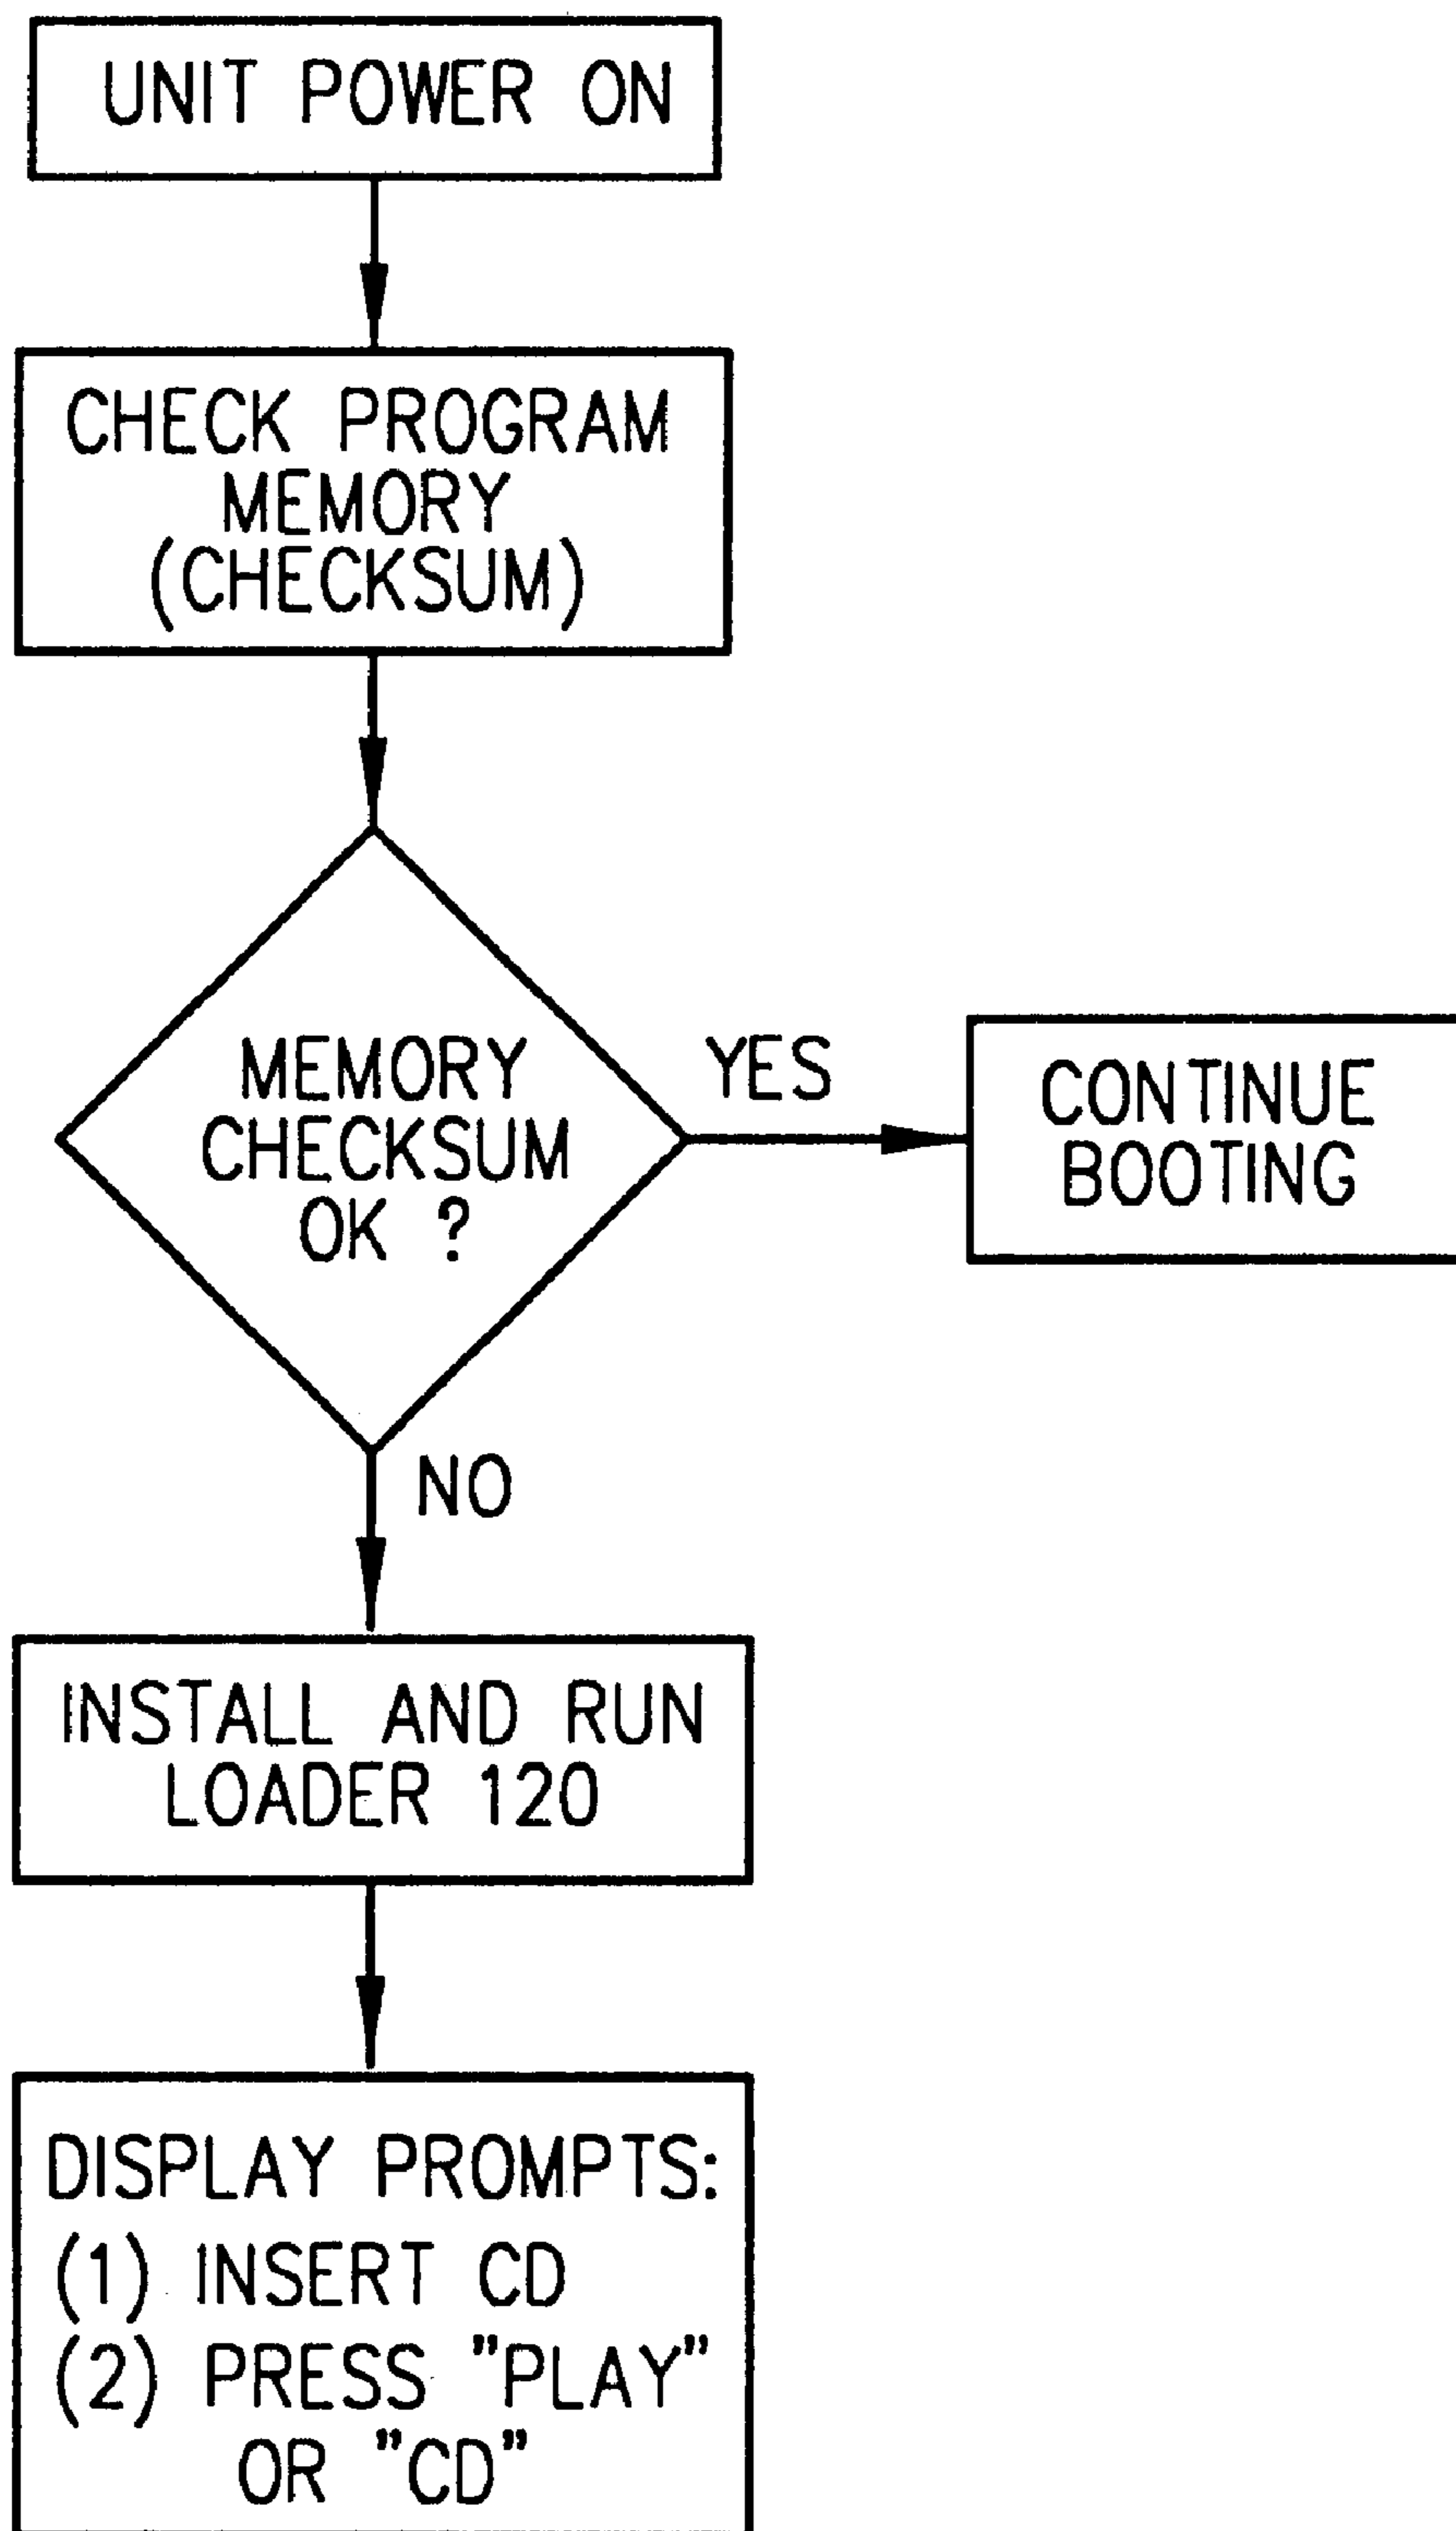 UNIT POWER ON
CHECK PROGRAM
MEMORY
(CHECKSUM)
MEMORY
CHECKSUM
OK ?
YES
CONTINUE
BOOTING
NO
INSTALL AND RUN
LOADER 120
DISPLAY PROMPTS:
(1) INSERT CD
(2) PRESS "PLAY"
OR "CD"